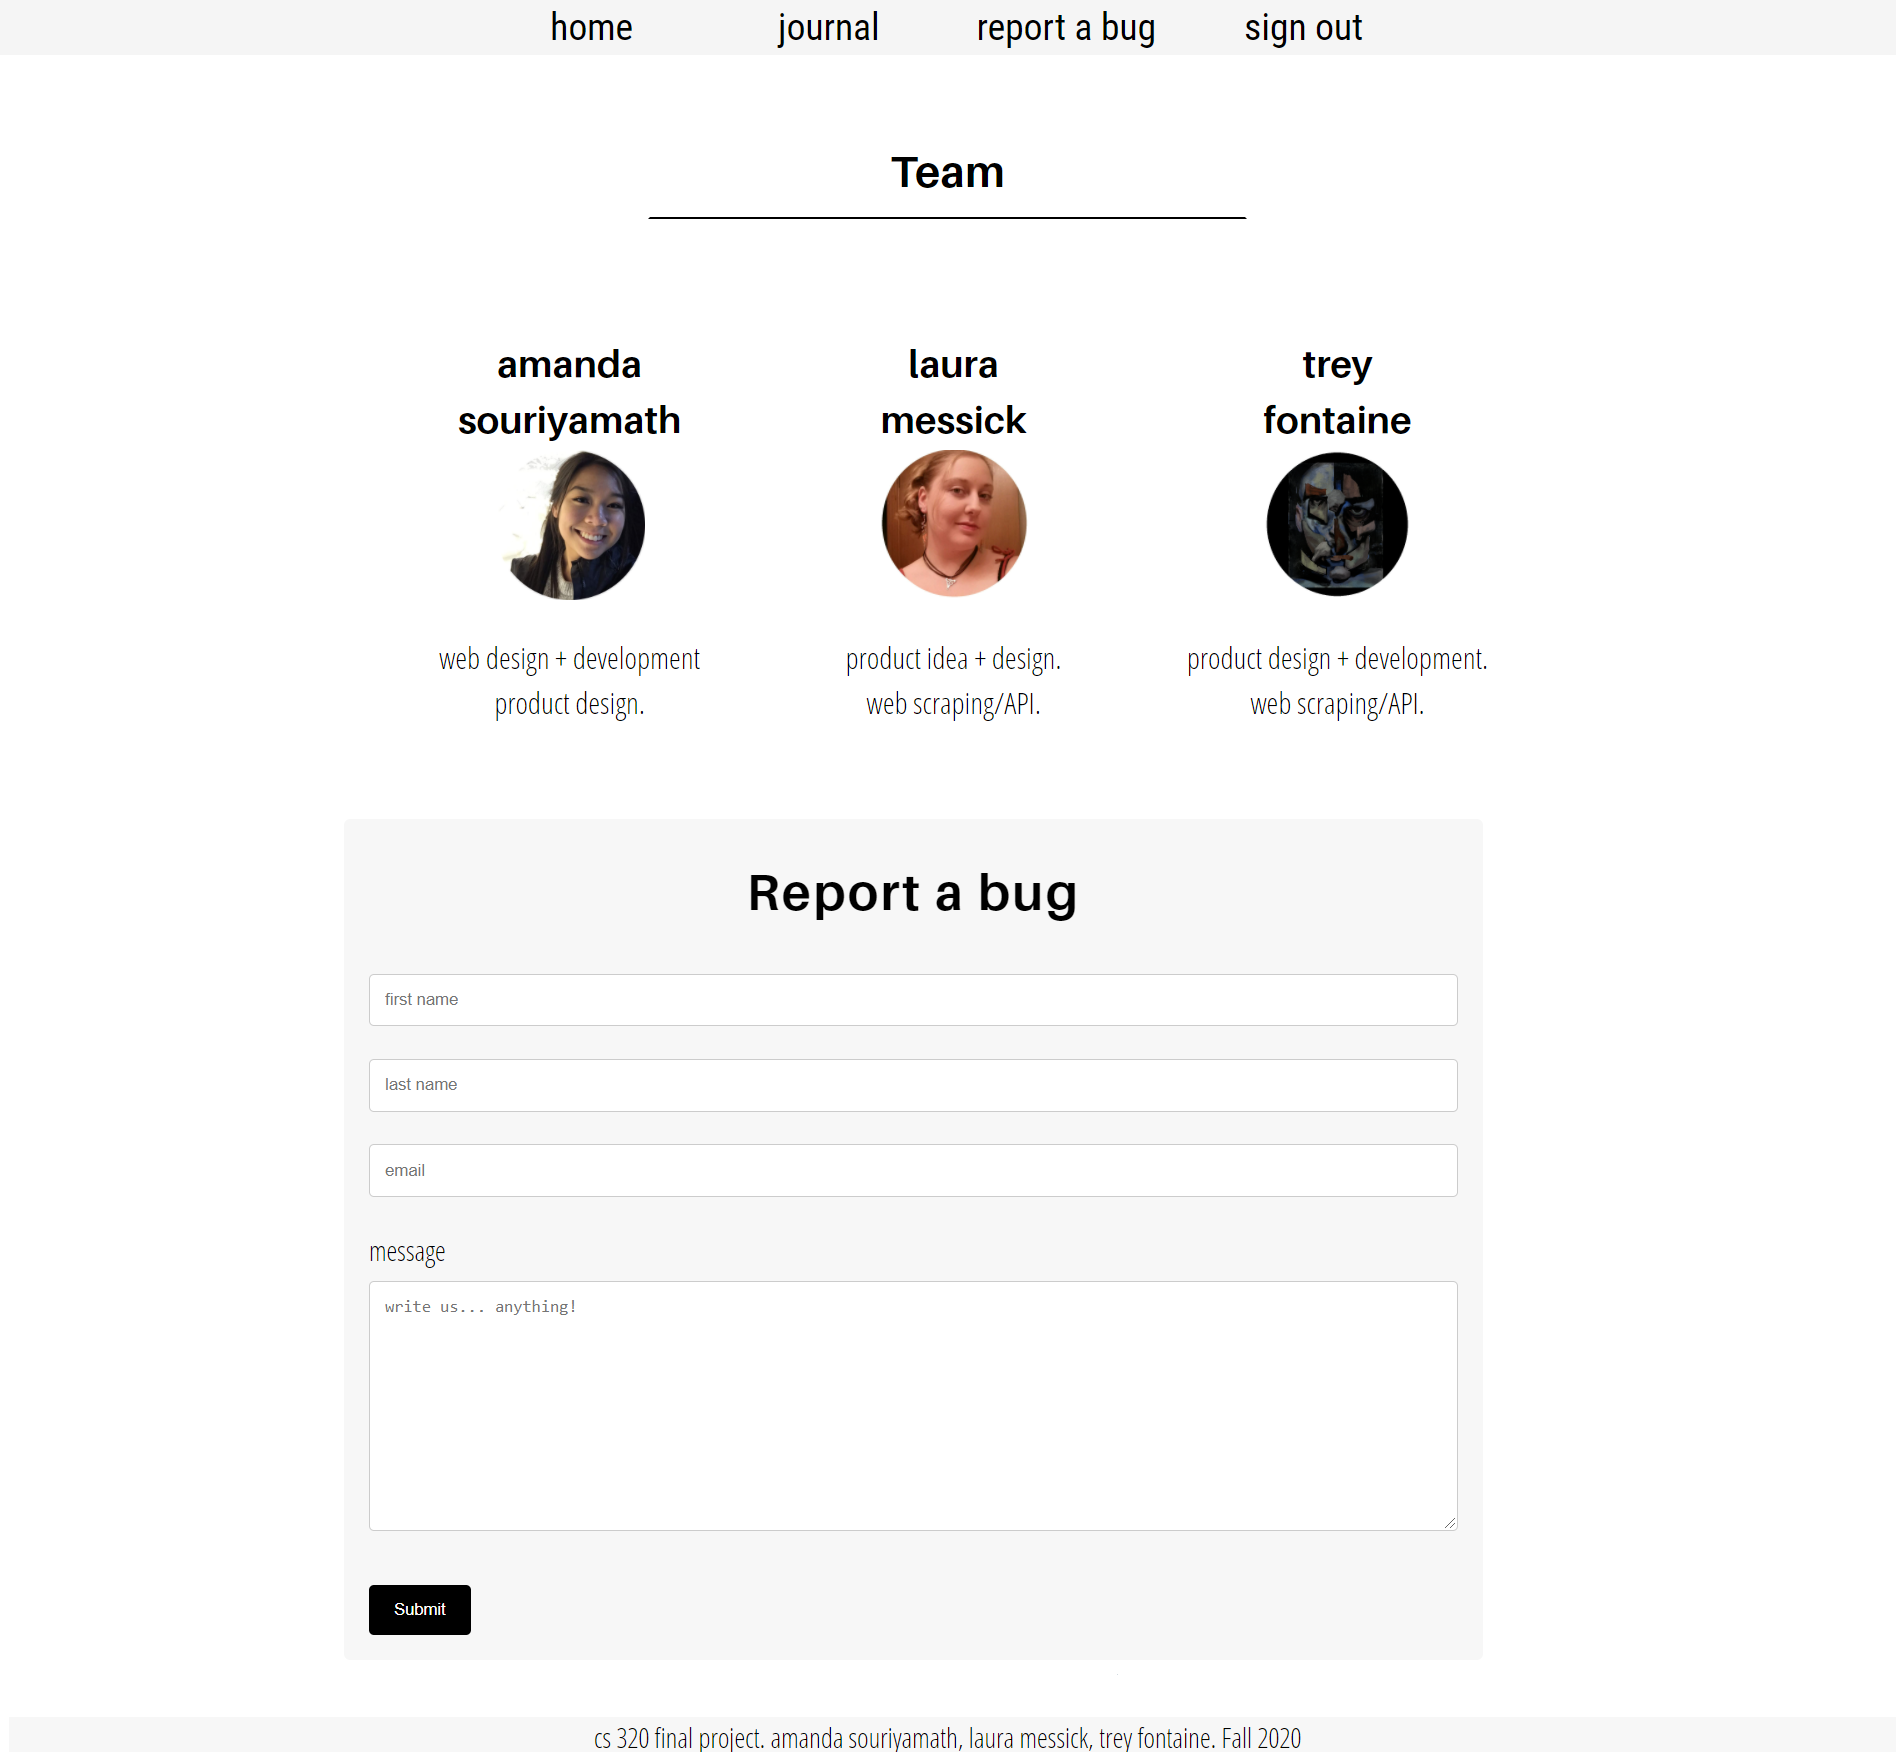 home journal report a bug sign out
Team
amanda souriyamath
laura messick
trey fontaine
web design + development
product design.
product idea + design.
web scraping/API.
product design + development.
web scraping/API.
Report a bug
first name
last name
email
message
write us... anything!
Submit
cs 320 final project. amanda souriyamath, laura messick, trey fontaine. Fall 2020